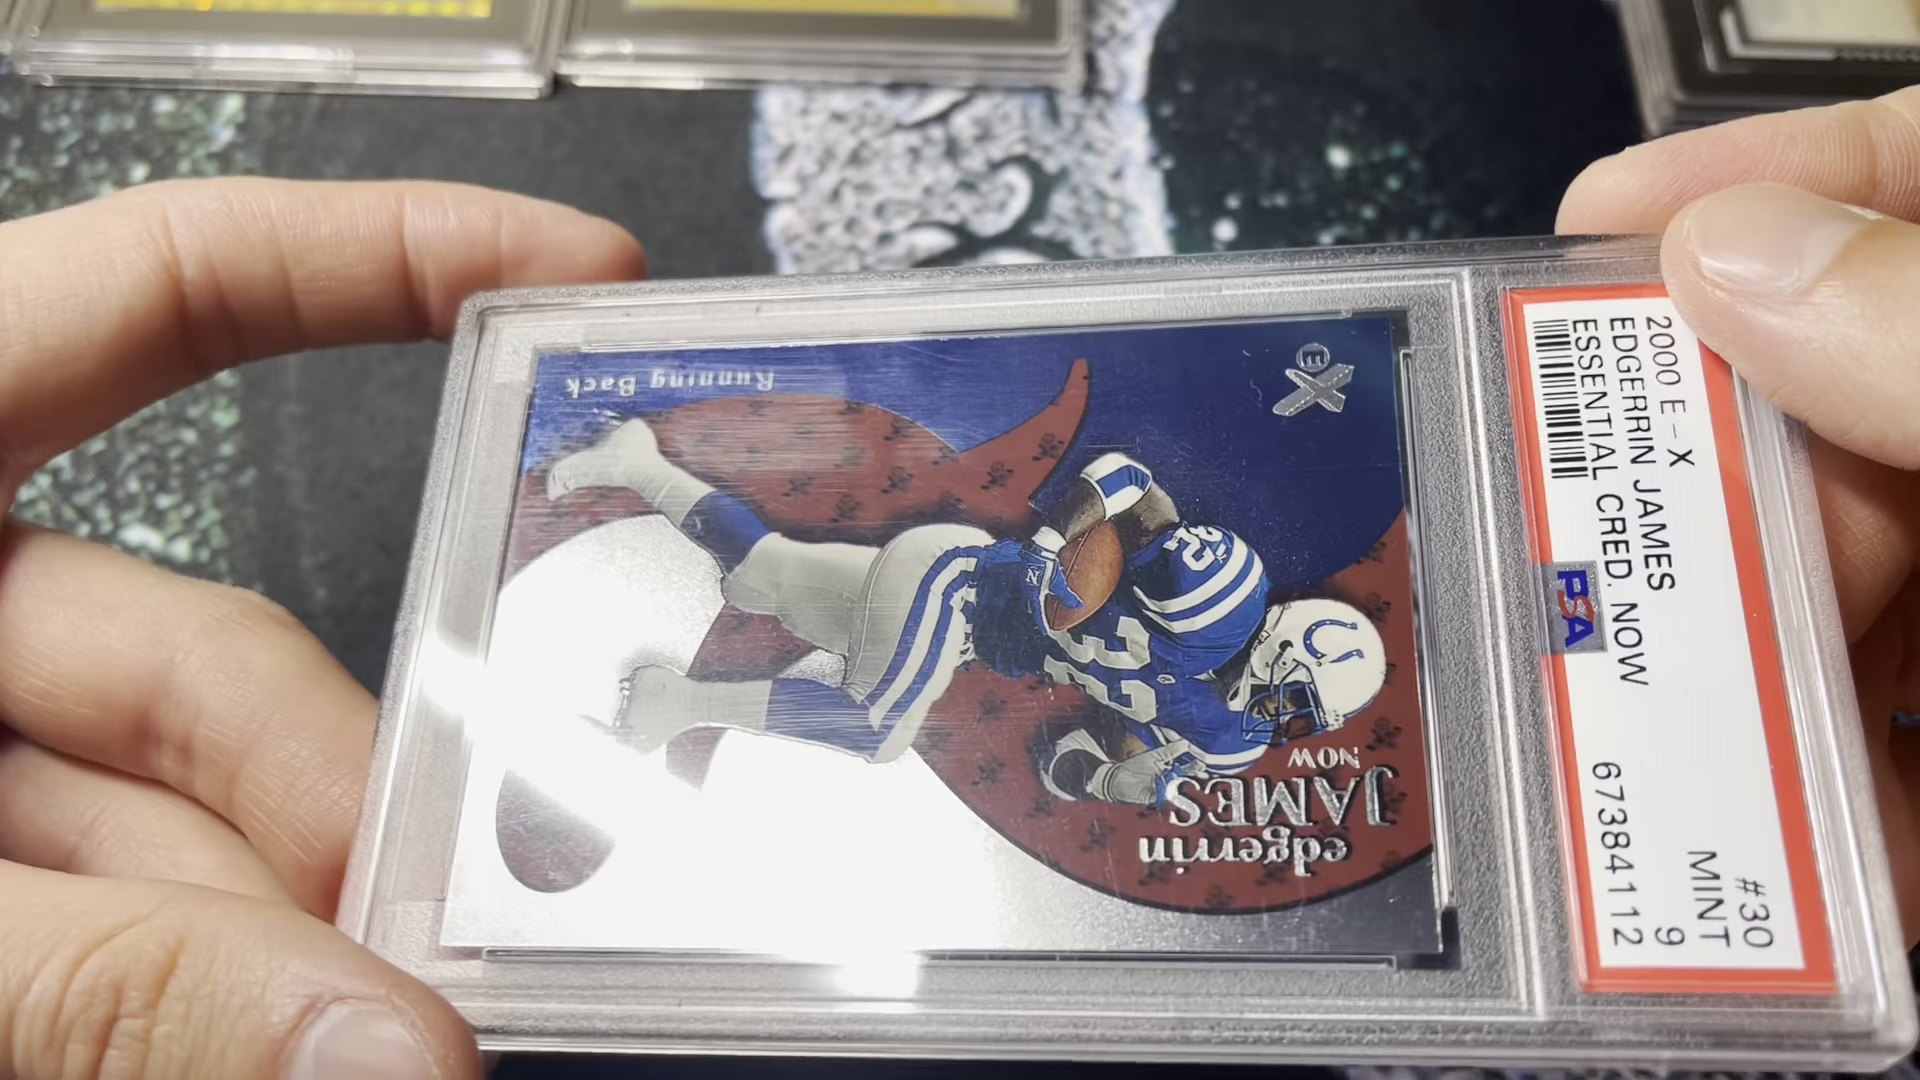 2000 E-X #30
EDGERRIN JAMES MINT
ESSENTIAL CRED. NOW 9
PSA 67384112
E X
Running Back
32
32
edgerrin
JAMES
NOW